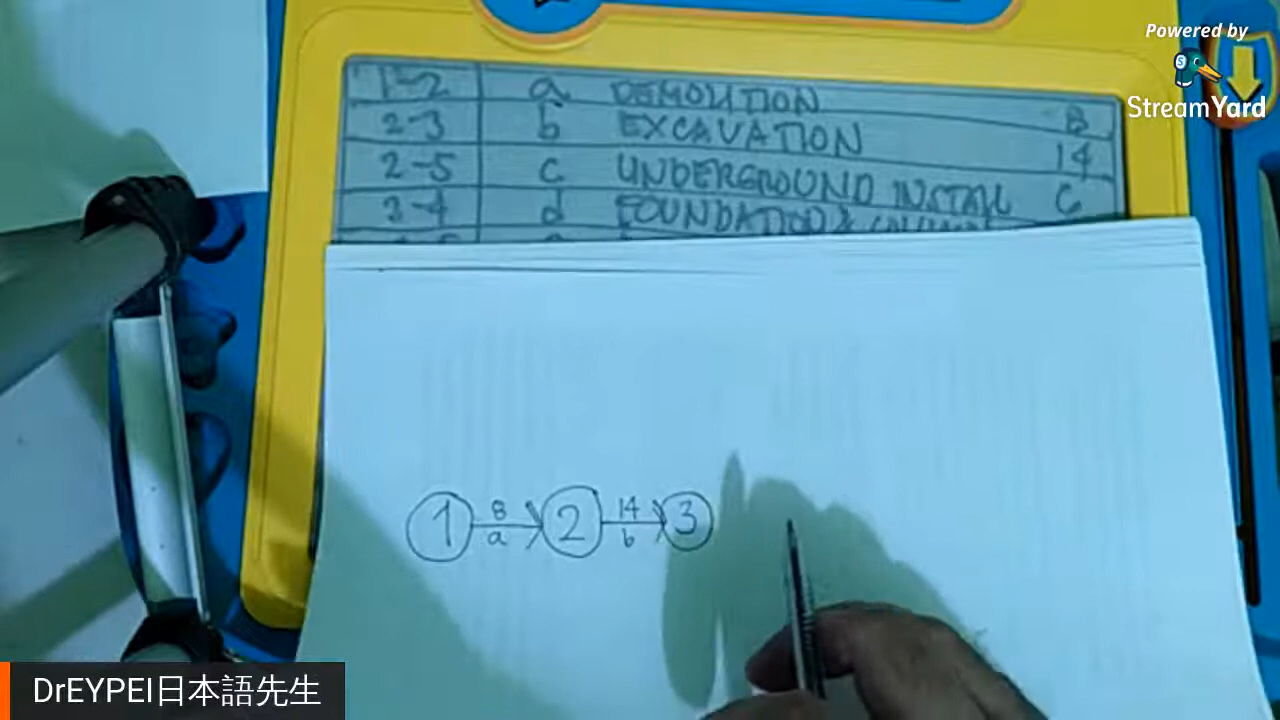 Powered by
StreamYard
1-2 a DEMOLITION 8
2-3 b EXCAVATION 14
2-5 c UNDERGROUND INSTALL 6
3-4 d FOUNDATION &
1 8 a 2 14 b 3
DrEYPEI日本語先生